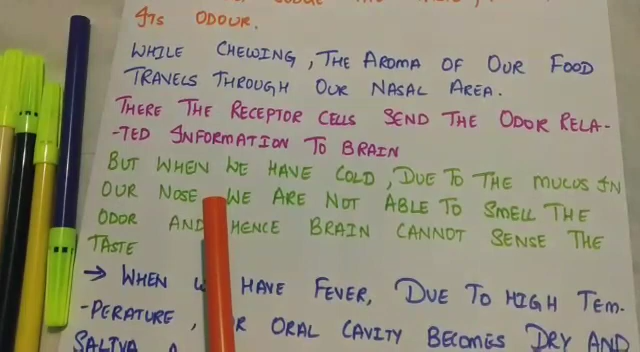 ITS ODOUR.
WHILE CHEWING, THE AROMA OF OUR FOOD
TRAVELS THROUGH OUR NASAL AREA.
THERE THE RECEPTOR CELLS SEND THE ODOR RELA-
-TED INFORMATION TO BRAIN
BUT WHEN WE HAVE COLD, DUE TO THE MUCUS IN
OUR NOSE WE ARE NOT ABLE TO SMELL THE
ODOR AND HENCE BRAIN CANNOT SENSE THE
TASTE
→ WHEN HAVE FEVER, DUE TO HIGH TEM-
-PERATURE, ORAL CAVITY BECOMES DRY AND
SALIVA